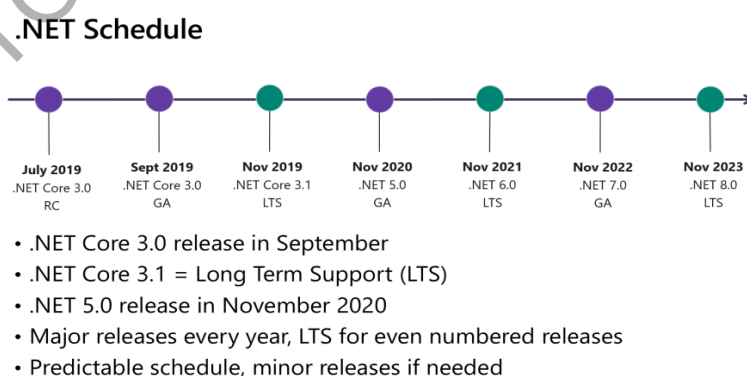 .NET Schedule
July 2019
.NET Core 3.0
RC
Sept 2019
.NET Core 3.0
GA
Nov 2019
.NET Core 3.1
LTS
Nov 2020
.NET 5.0
GA
Nov 2021
.NET 6.0
LTS
Nov 2022
.NET 7.0
GA
Nov 2023
.NET 8.0
LTS
• .NET Core 3.0 release in September
• .NET Core 3.1 = Long Term Support (LTS)
• .NET 5.0 release in November 2020
• Major releases every year, LTS for even numbered releases
• Predictable schedule, minor releases if needed